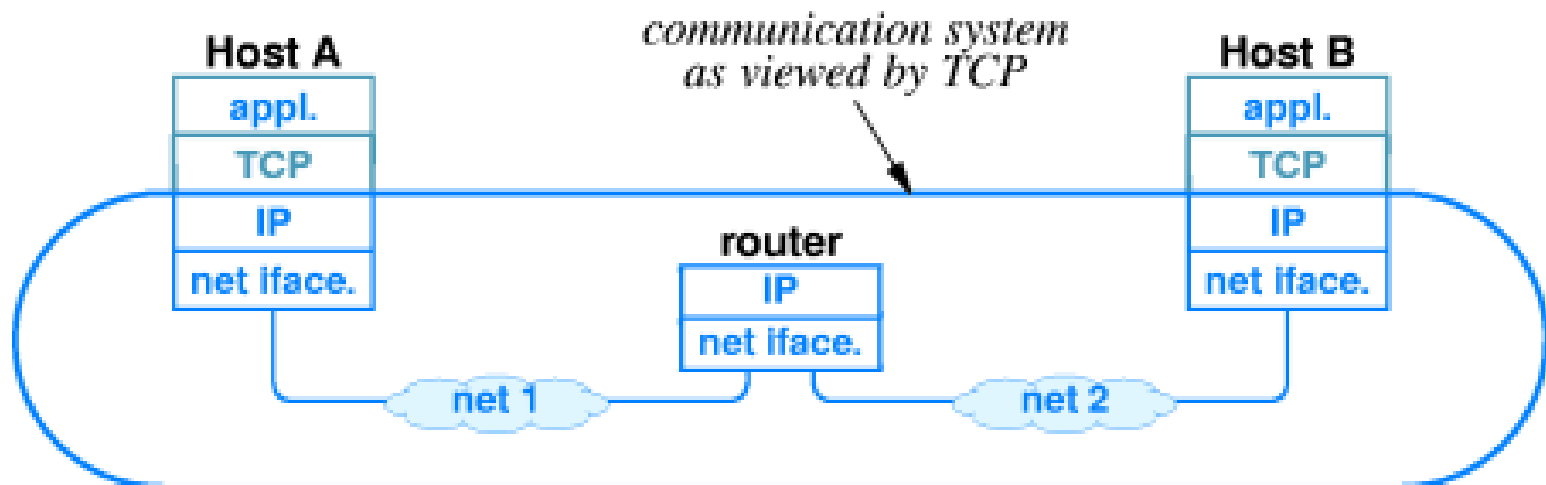 communication system
as viewed by TCP
Host A
appl.
TCP
IP
net iface.
router
IP
net iface.
Host B
appl.
TCP
IP
net iface.
net 1
net 2